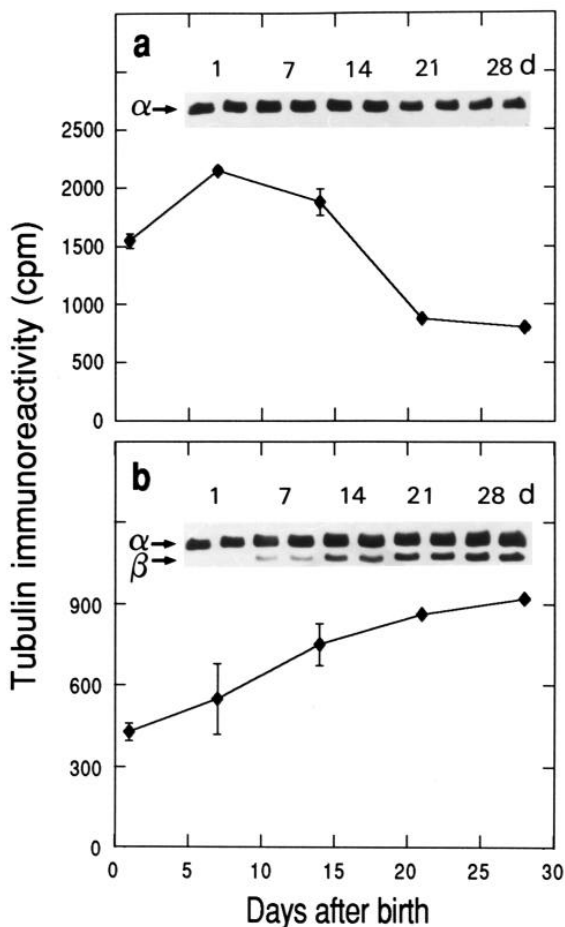 a
1 7 14 21 28 d
α→
2500
2000
1500
1000
500
0
Tubulin immunoreactivity (cpm)
b
1 7 14 21 28 d
α→
β→
900
600
300
0
0 5 10 15 20 25 30
Days after birth